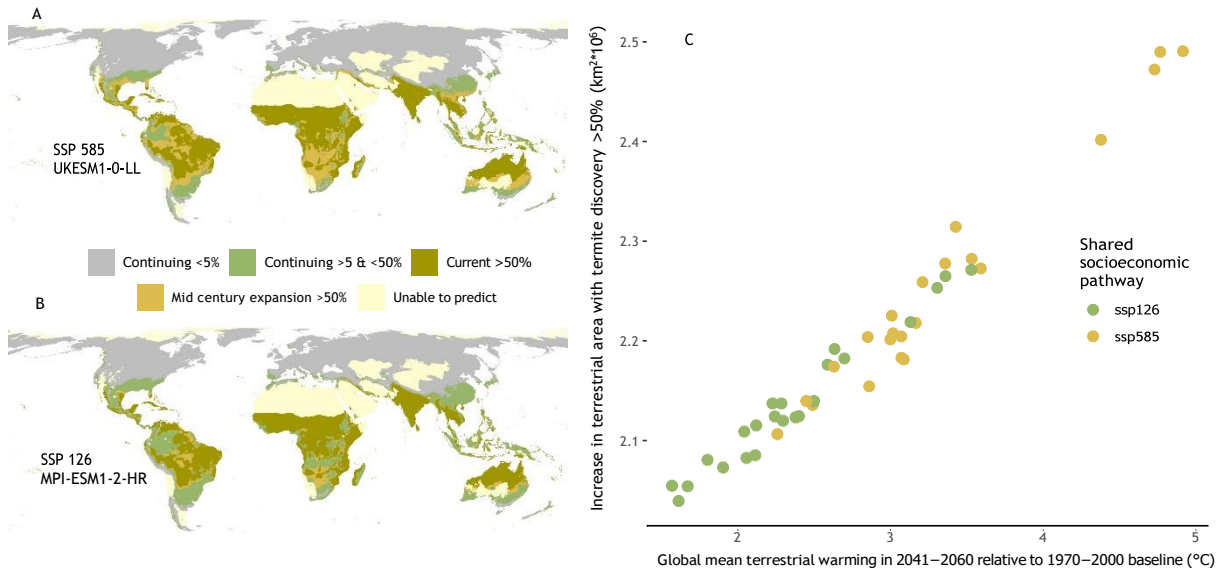 A
SSP 585
UKESM1-0-LL
Continuing <5%
Continuing >5 & <50%
Current >50%
Mid century expansion >50%
Unable to predict
B
SSP 126
MPI-ESM1-2-HR
C
Increase in terrestrial area with termite discovery >50% (km²*10⁶)
2.5
2.4
2.3
2.2
2.1
2
3
4
5
Global mean terrestrial warming in 2041–2060 relative to 1970–2000 baseline (°C)
Shared
socioeconomic
pathway
ssp126
ssp585